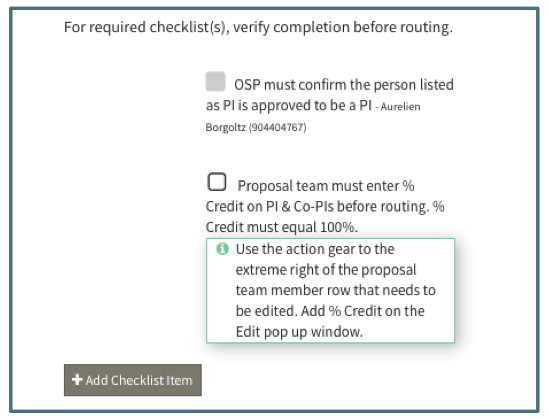 For required checklist(s), verify completion before routing.
OSP must confirm the person listed
as PI is approved to be a PI - Aurelien
Borgoltz (904404767)
Proposal team must enter %
Credit on PI & Co-PIs before routing. %
Credit must equal 100%.
Use the action gear to the
extreme right of the proposal
team member row that needs to
be edited. Add % Credit on the
Edit pop up window.
+ Add Checklist Item